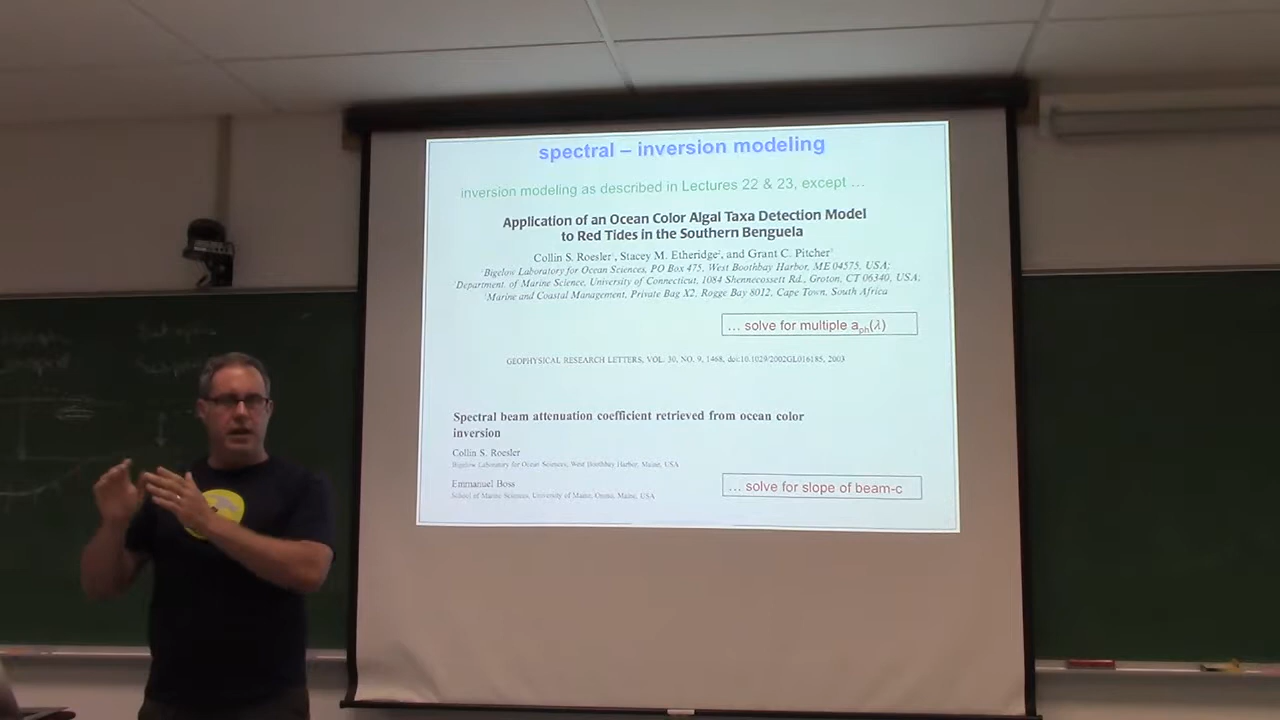 spectral – inversion modeling
inversion modeling as described in Lectures 22 & 23, except …
Application of an Ocean Color Algal Taxa Detection Model
to Red Tides in the Southern Benguela
Collin S. Roesler¹, Stacey M. Etheridge², and Grant C. Pitcher³
¹Bigelow Laboratory for Ocean Sciences, PO Box 475, West Boothbay Harbor, ME 04575, USA;
²Department of Marine Science, University of Connecticut, 1084 Shennecossett Rd., Groton, CT 06340, USA;
³Marine and Coastal Management, Private Bag X2, Rogge Bay 8012, Cape Town, South Africa
… solve for multiple aph(λ)
GEOPHYSICAL RESEARCH LETTERS, VOL. 30, NO. 9, 1468, doi:10.1029/2002GL016185, 2003
Spectral beam attenuation coefficient retrieved from ocean color
inversion
Collin S. Roesler
Bigelow Laboratory for Ocean Sciences, West Boothbay Harbor, Maine, USA
Emmanuel Boss
School of Marine Sciences, University of Maine, Orono, Maine, USA
… solve for slope of beam-c